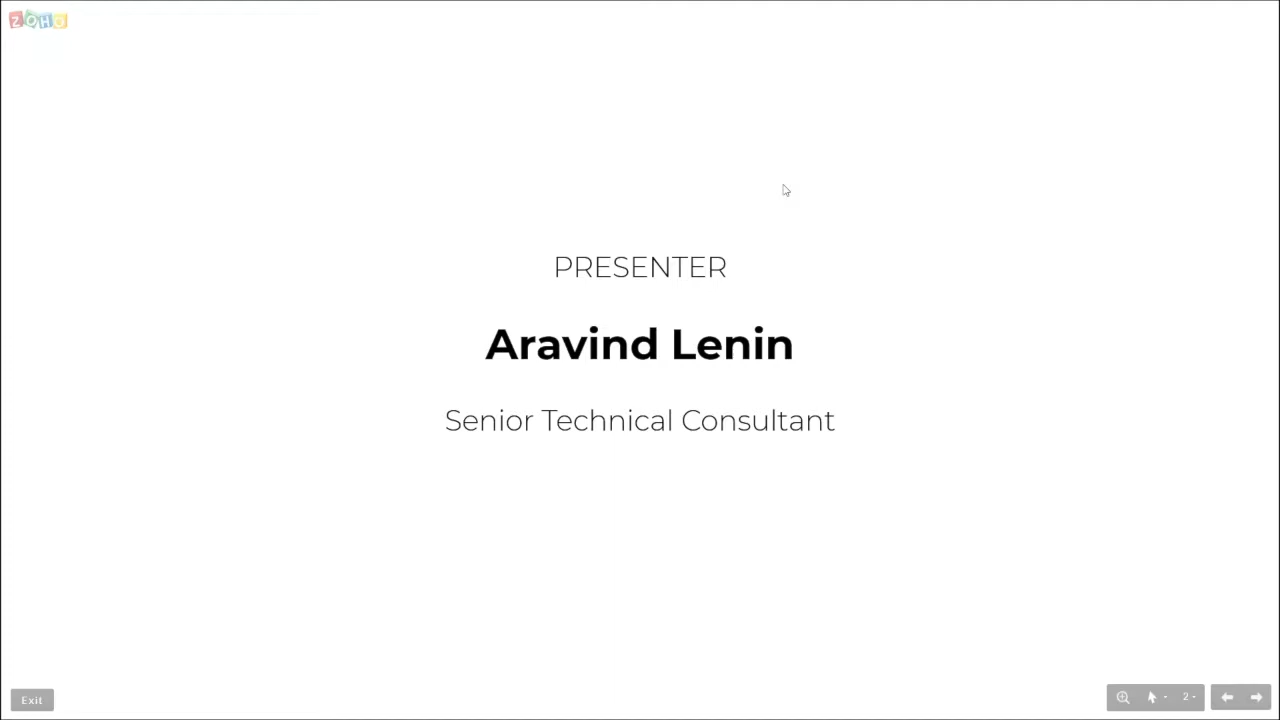 ZOHO
PRESENTER
Aravind Lenin
Senior Technical Consultant
Exit
2